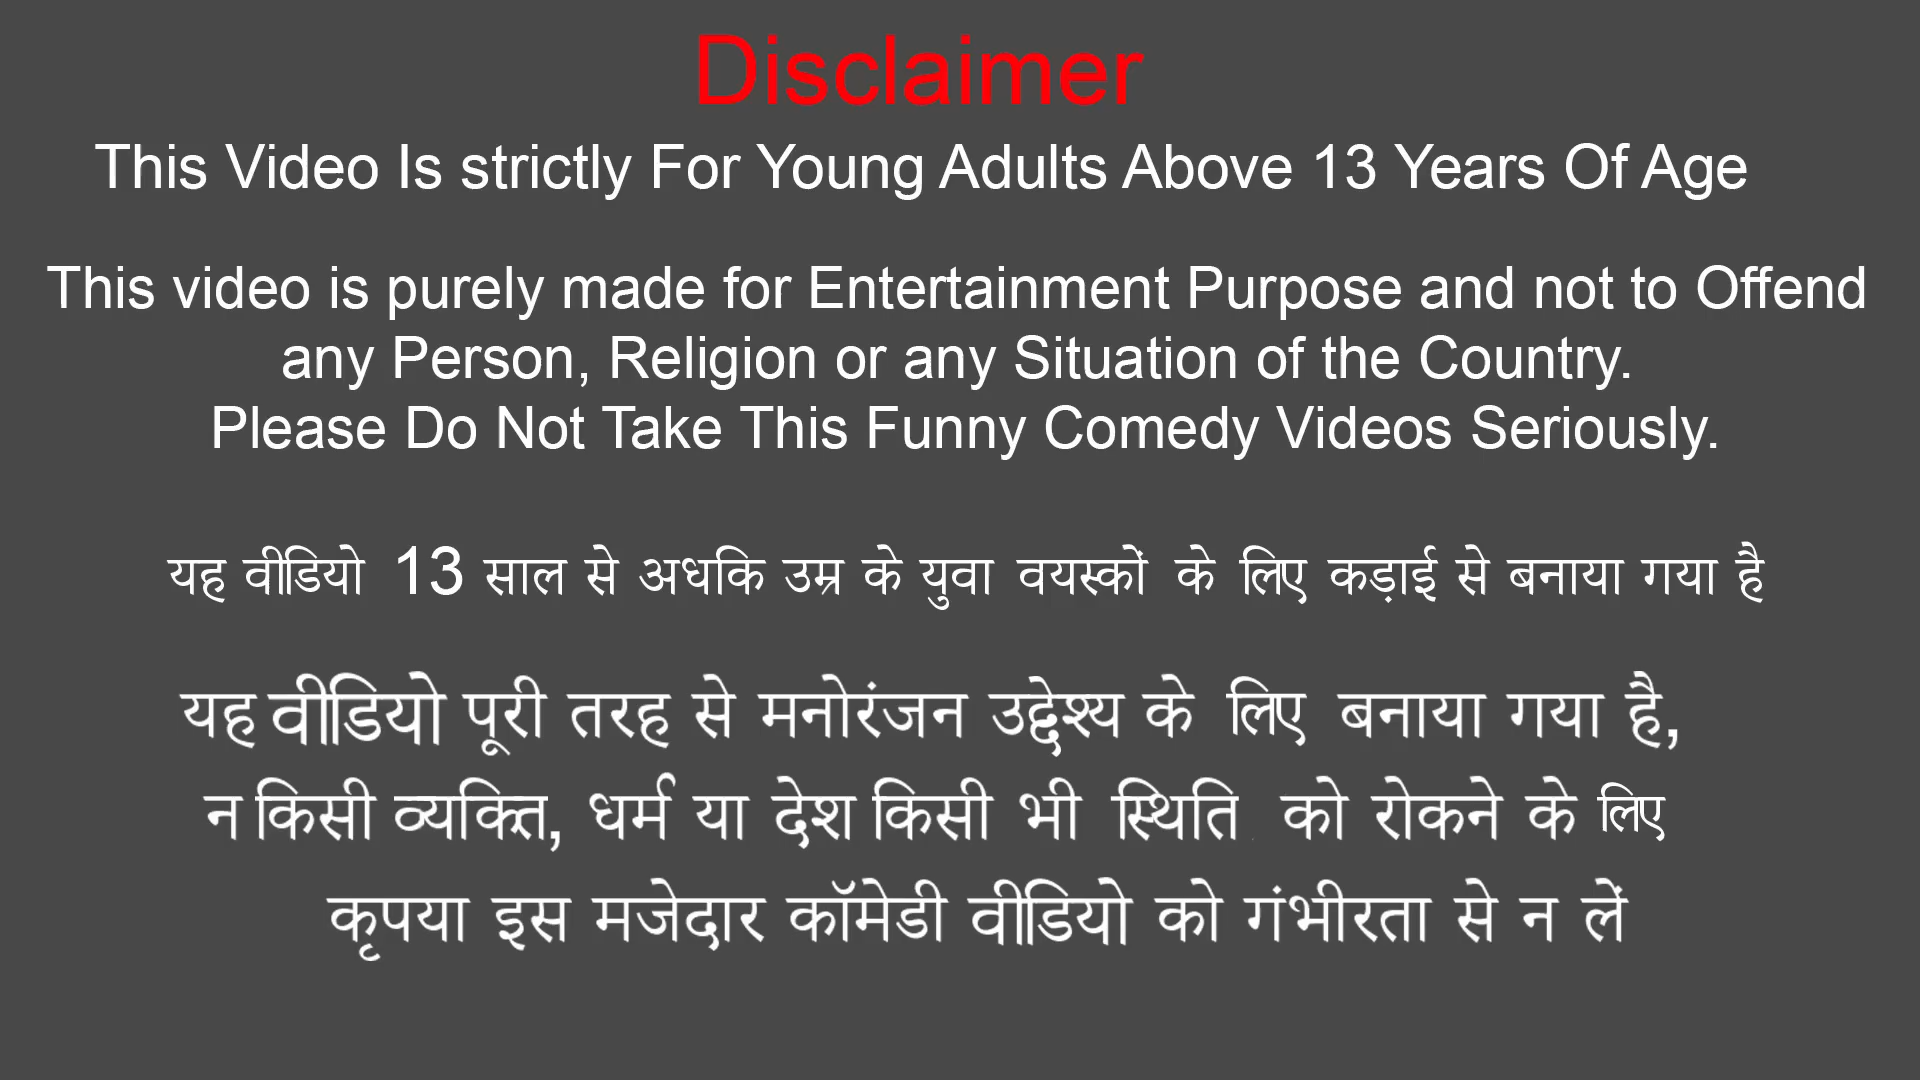 Disclaimer
This Video Is strictly For Young Adults Above 13 Years Of Age
This video is purely made for Entertainment Purpose and not to Offend
any Person, Religion or any Situation of the Country.
Please Do Not Take This Funny Comedy Videos Seriously.
यह वीडियो 13 साल से अधकि उम्र के युवा वयस्कों के लिए कड़ाई से बनाया गया है
यह वीडियो पूरी तरह से मनोरंजन उद्देश्य के लिए बनाया गया है,
न किसी व्यक्ति, धर्म या देश किसी भी स्थिति को रोकने के लिए
कृपया इस मजेदार कॉमेडी वीडियो को गंभीरता से न लें